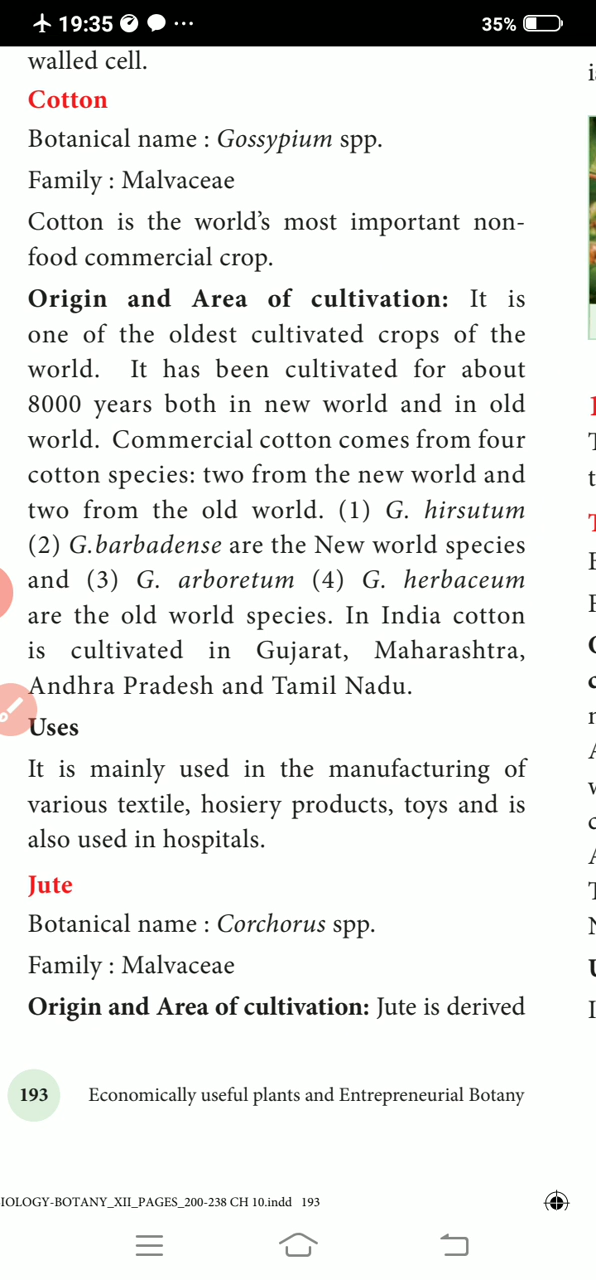 19:35
35%
walled cell.
Cotton
Botanical name : Gossypium spp.
Family : Malvaceae
Cotton is the world's most important non-
food commercial crop.
Origin and Area of cultivation: It is
one of the oldest cultivated crops of the
world. It has been cultivated for about
8000 years both in new world and in old
world. Commercial cotton comes from four
cotton species: two from the new world and
two from the old world. (1) G. hirsutum
(2) G.barbadense are the New world species
and (3) G. arboretum (4) G. herbaceum
are the old world species. In India cotton
is cultivated in Gujarat, Maharashtra,
Andhra Pradesh and Tamil Nadu.
Uses
It is mainly used in the manufacturing of
various textile, hosiery products, toys and is
also used in hospitals.
Jute
Botanical name : Corchorus spp.
Family : Malvaceae
Origin and Area of cultivation: Jute is derived
193 Economically useful plants and Entrepreneurial Botany
IOLOGY-BOTANY_XII_PAGES_200-238 CH 10.indd 193